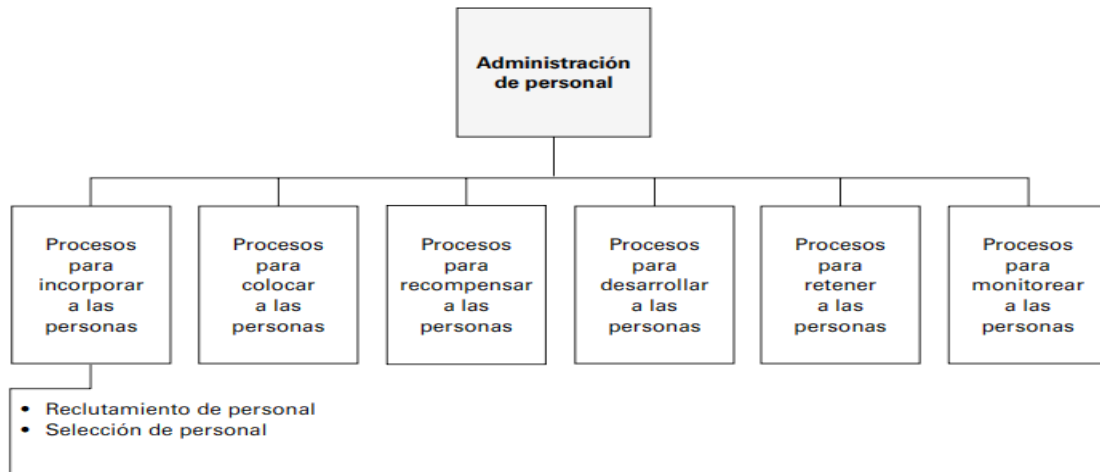 Administración
de personal
Procesos
para
incorporar
a las
personas
Procesos
para
colocar
a las
personas
Procesos
para
recompensar
a las
personas
Procesos
para
desarrollar
a las
personas
Procesos
para
retener
a las
personas
Procesos
para
monitorear
a las
personas
• Reclutamiento de personal
• Selección de personal